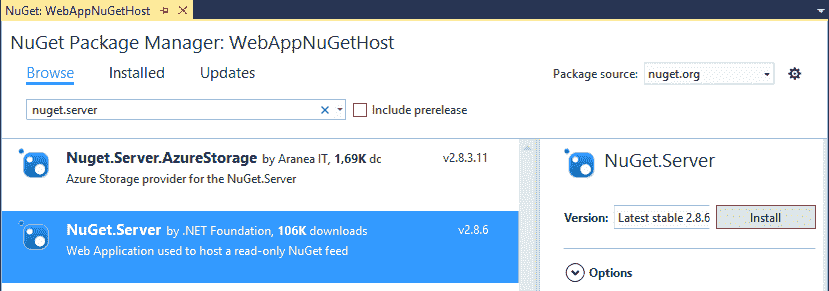 NuGet: WebAppNuGetHost
NuGet Package Manager: WebAppNuGetHost
Browse Installed Updates
Package source: nuget.org
nuget.server
Include prerelease
Nuget.Server.AzureStorage by Aranea IT, 1,69K dc v2.8.3.11
Azure Storage provider for the NuGet.Server
NuGet.Server by .NET Foundation, 106K downloads v2.8.6
Web Application used to host a read-only NuGet feed
NuGet.Server
Version: Latest stable 2.8.6 Install
Options